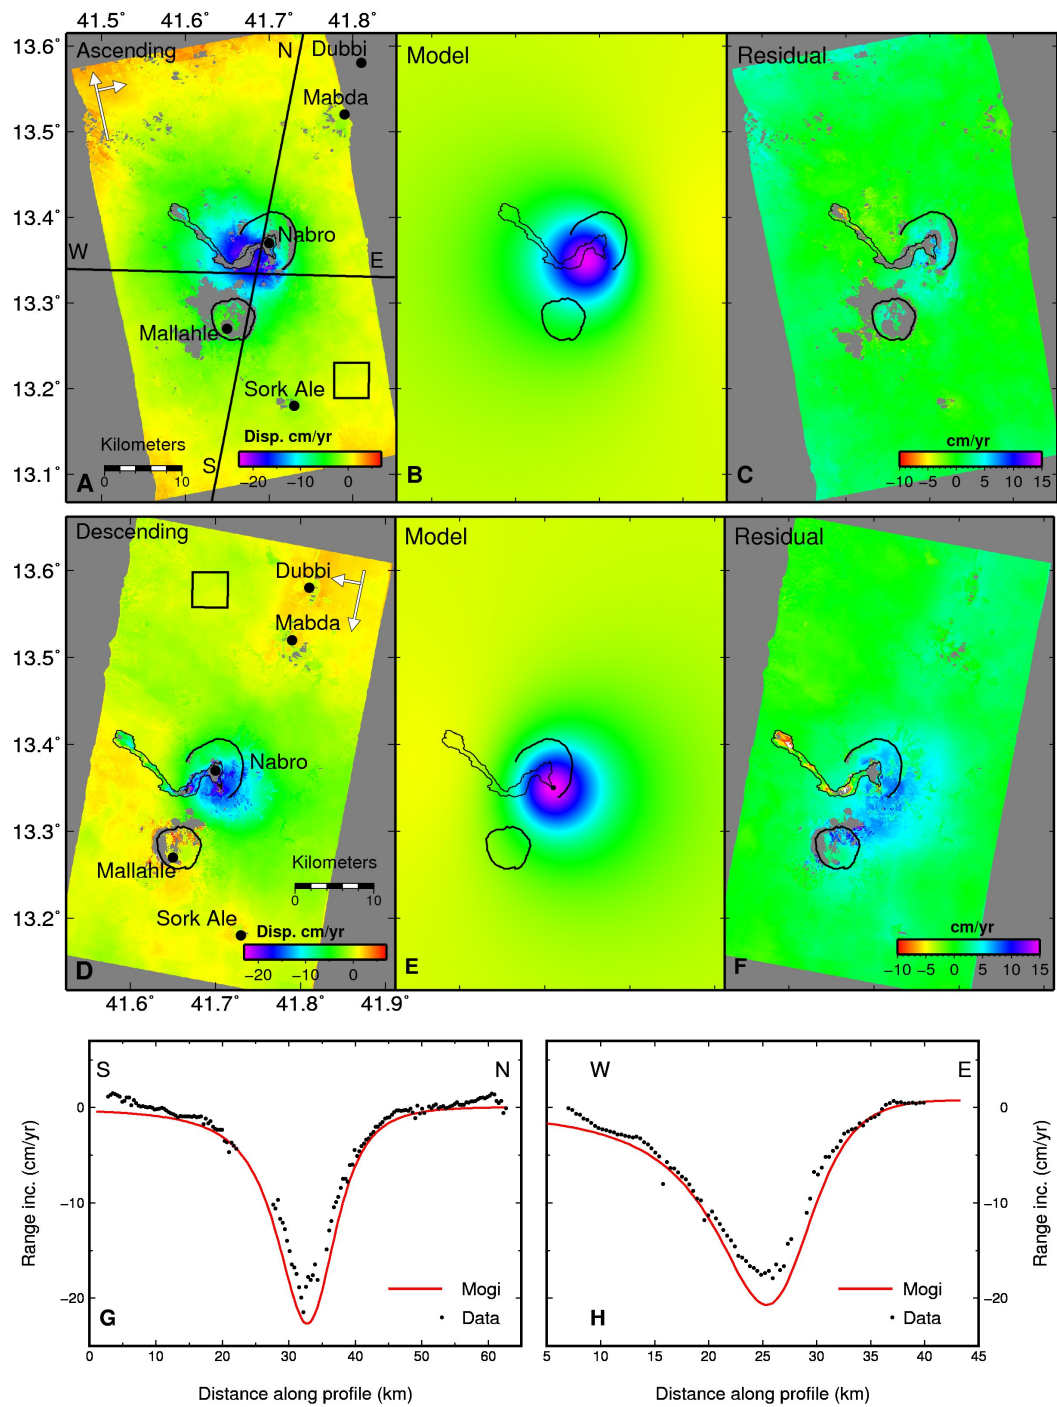 41.5° 41.6° 41.7° 41.8°
13.6°
13.5°
13.4°
13.3°
13.2°
13.1°
Ascending
N
Dubbi
Mabda
Nabro
W
E
Mallahle
Sork Ale
Kilometers
0 10
S
Disp. cm/yr
−20 −10 0
A
Model
B
Residual
cm/yr
−10 −5 0 5 10 15
C
Descending
13.6°
13.5°
13.4°
13.3°
13.2°
Dubbi
Mabda
Nabro
Mallahle
Kilometers
0 10
Sork Ale
Disp. cm/yr
−20 −10 0
D
41.6° 41.7° 41.8° 41.9°
Model
E
Residual
cm/yr
−10 −5 0 5 10 15
F
S
N
0
−10
−20
Range inc. (cm/yr)
Mogi
Data
G
0 10 20 30 40 50 60
Distance along profile (km)
W
E
0
−10
−20
Range inc. (cm/yr)
Mogi
Data
H
5 10 15 20 25 30 35 40 45
Distance along profile (km)